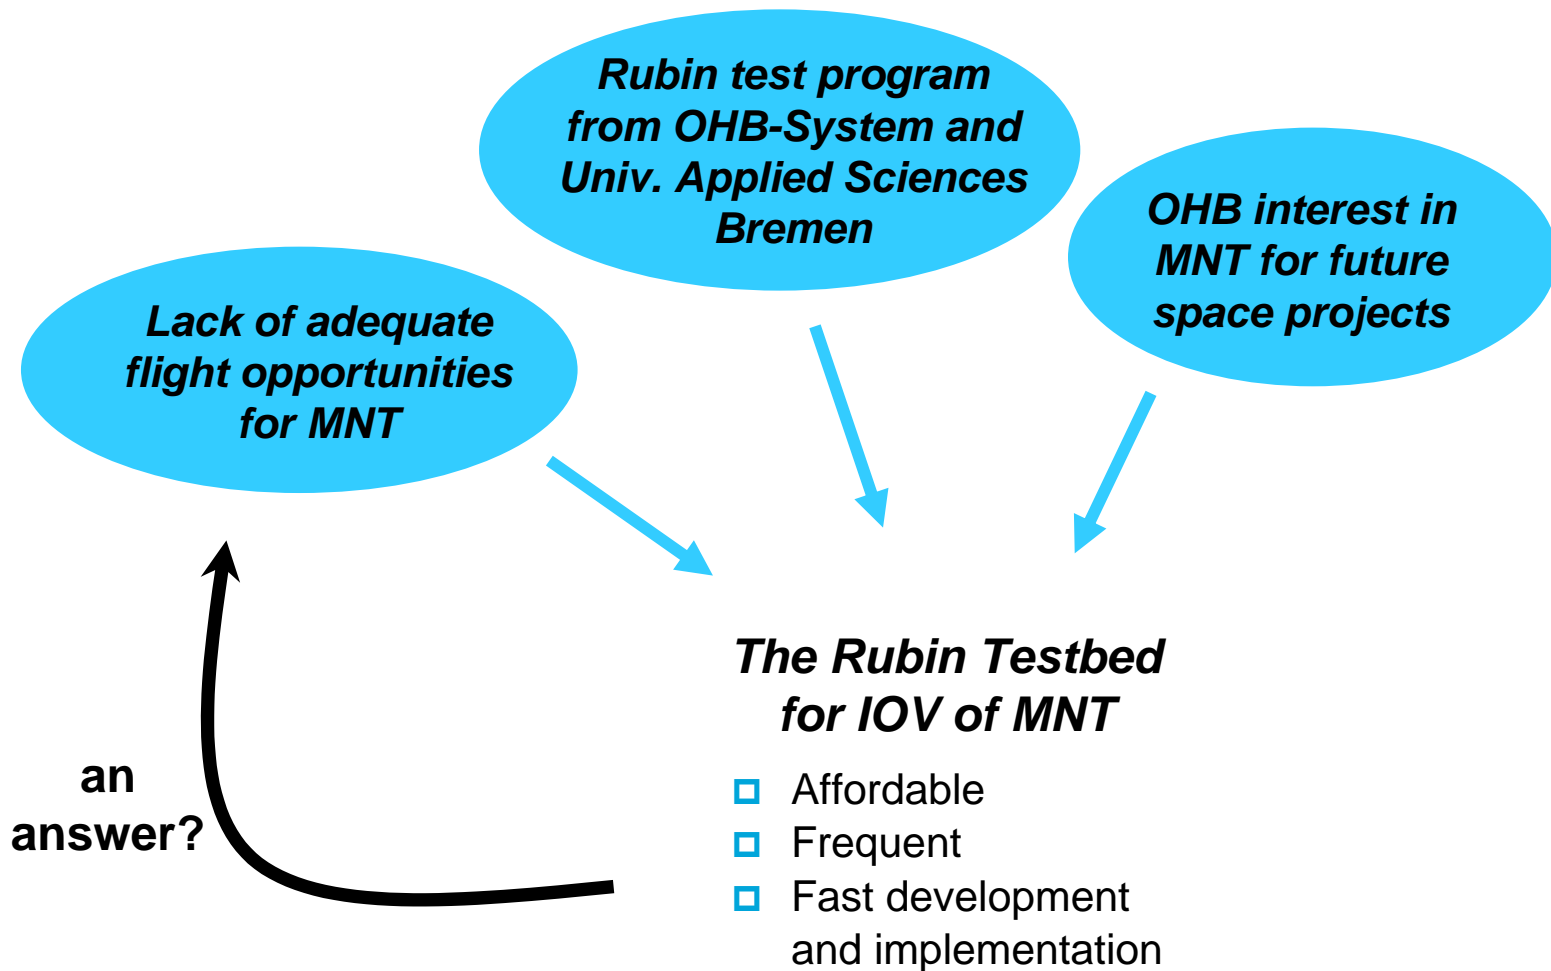 Rubin test program
from OHB-System and
Univ. Applied Sciences
Bremen
OHB interest in
MNT for future
space projects
Lack of adequate
flight opportunities
for MNT
The Rubin Testbed
for IOV of MNT
Affordable
Frequent
Fast development
and implementation
an
answer?